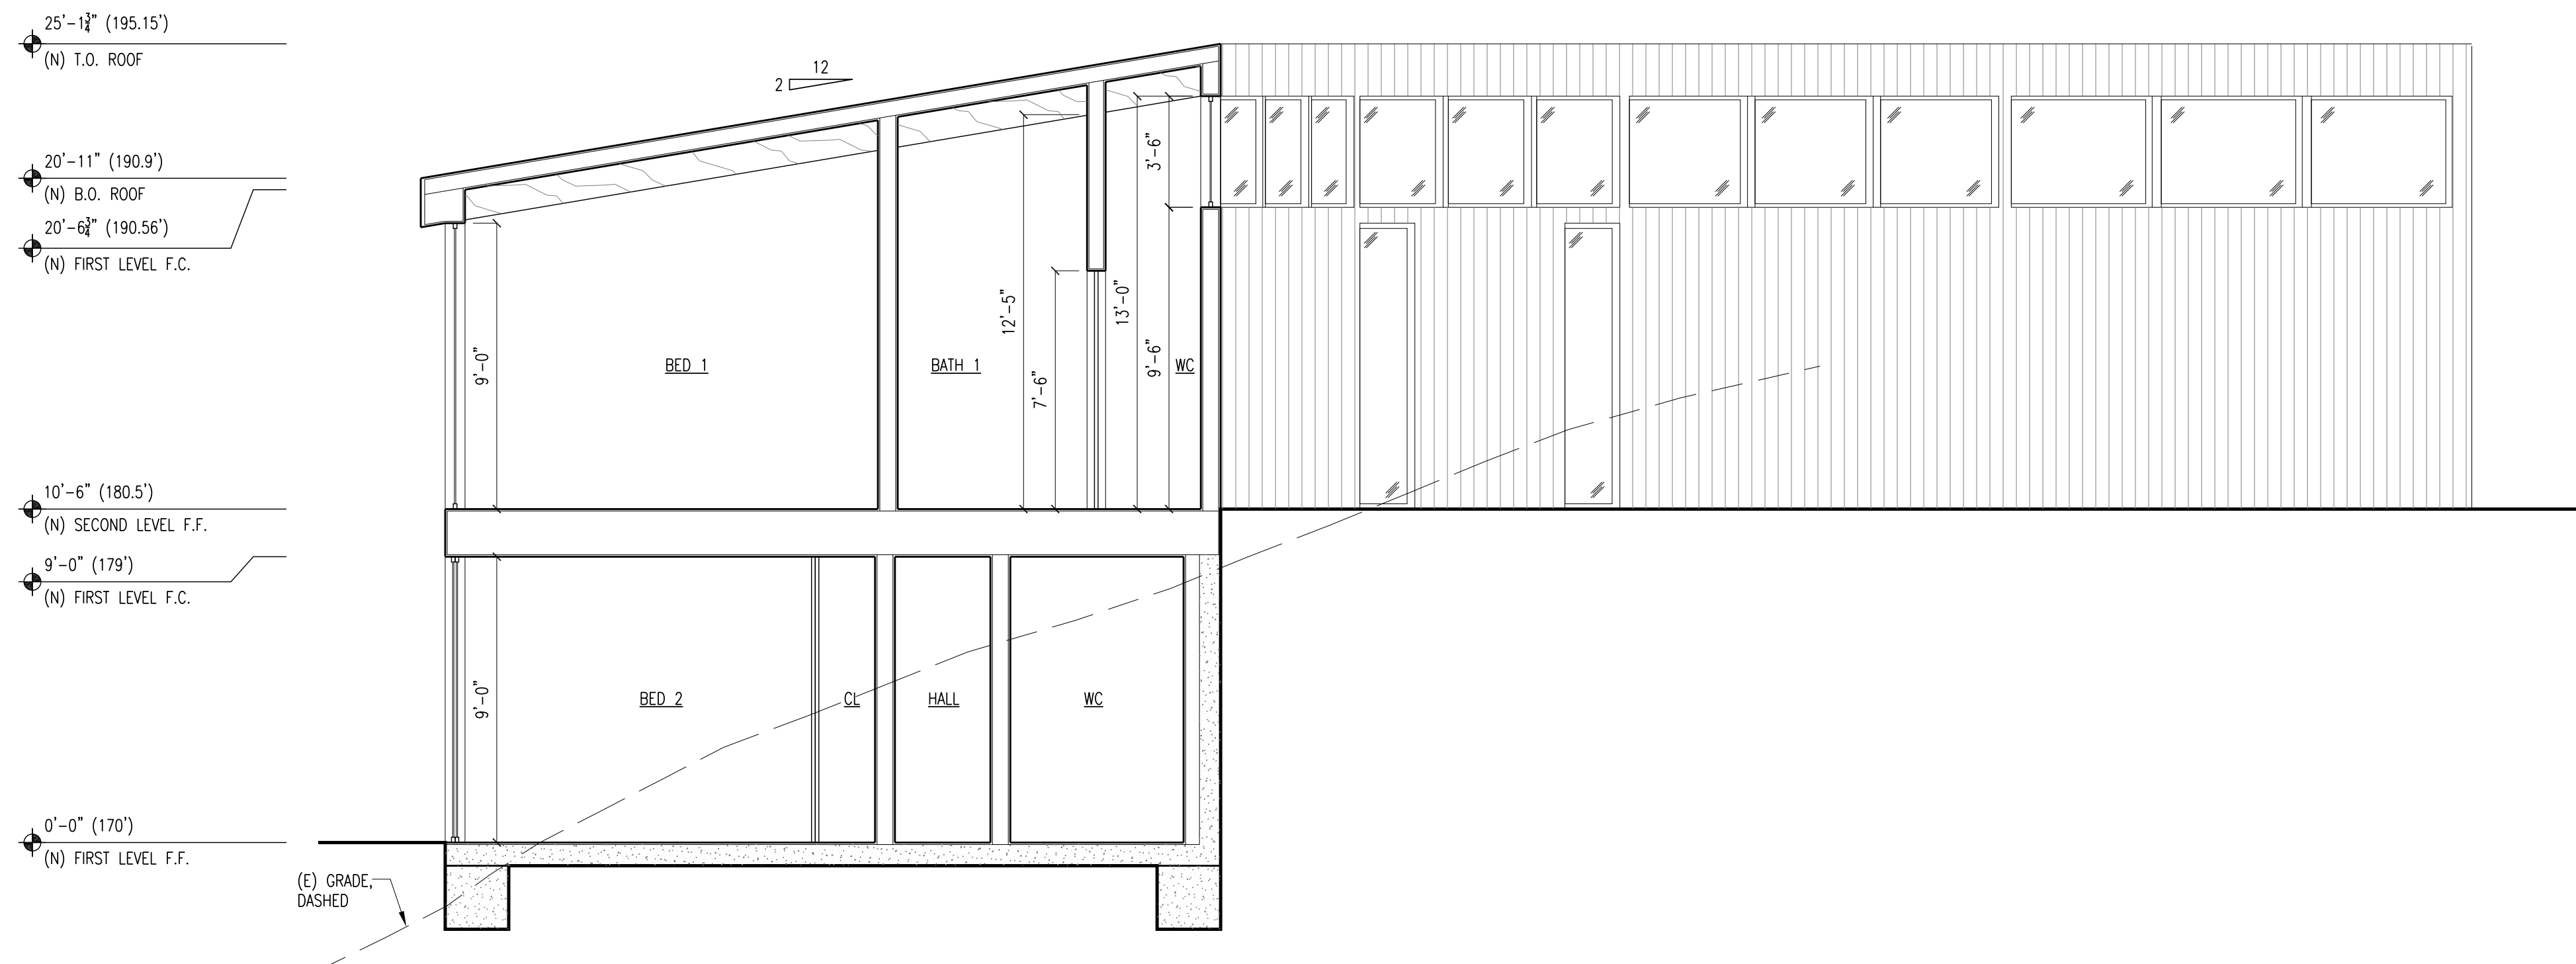 25'-1¾" (195.15')
(N) T.O. ROOF
20'-11" (190.9')
(N) B.O. ROOF
20'-6¾" (190.56')
(N) FIRST LEVEL F.C.
10'-6" (180.5')
(N) SECOND LEVEL F.F.
9'-0" (179')
(N) FIRST LEVEL F.C.
0'-0" (170')
(N) FIRST LEVEL F.F.
(E) GRADE,
DASHED
12
2
9'-0"
BED 1
BATH 1
12'-5"
7'-6"
13'-0"
3'-6"
9'-6"
WC
9'-0"
BED 2
CL
HALL
WC